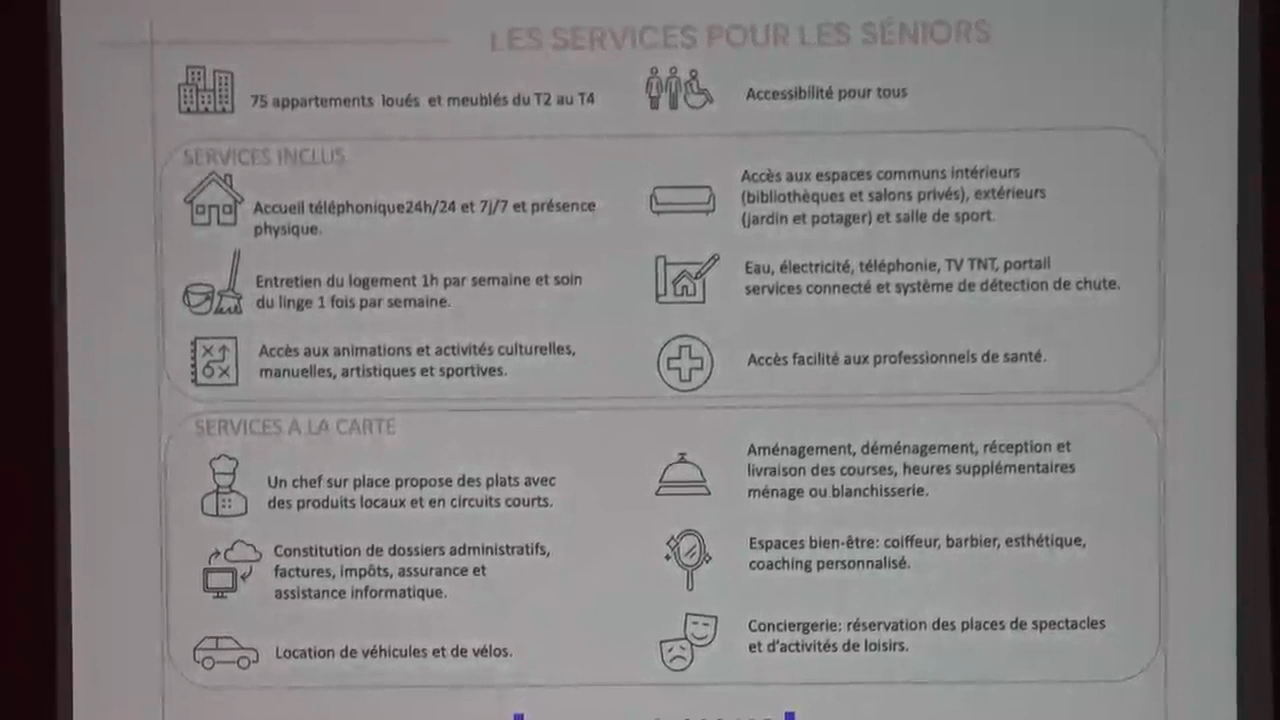 LES SERVICES POUR LES SÉNIORS
75 appartements loués et meublés du T2 au T4
Accessibilité pour tous
SERVICES INCLUS
Accueil téléphonique24h/24 et 7j/7 et présence
physique.
Accès aux espaces communs intérieurs
(bibliothèques et salons privés), extérieurs
(jardin et potager) et salle de sport.
Entretien du logement 1h par semaine et soin
du linge 1 fois par semaine.
Eau, électricité, téléphonie, TV TNT, portail
services connecté et système de détection de chute.
Accès aux animations et activités culturelles,
manuelles, artistiques et sportives.
Accès facilité aux professionnels de santé.
SERVICES A LA CARTE
Un chef sur place propose des plats avec
des produits locaux et en circuits courts.
Aménagement, déménagement, réception et
livraison des courses, heures supplémentaires
ménage ou blanchisserie.
Constitution de dossiers administratifs,
factures, impôts, assurance et
assistance informatique.
Espaces bien-être: coiffeur, barbier, esthétique,
coaching personnalisé.
Location de véhicules et de vélos.
Conciergerie: réservation des places de spectacles
et d'activités de loisirs.